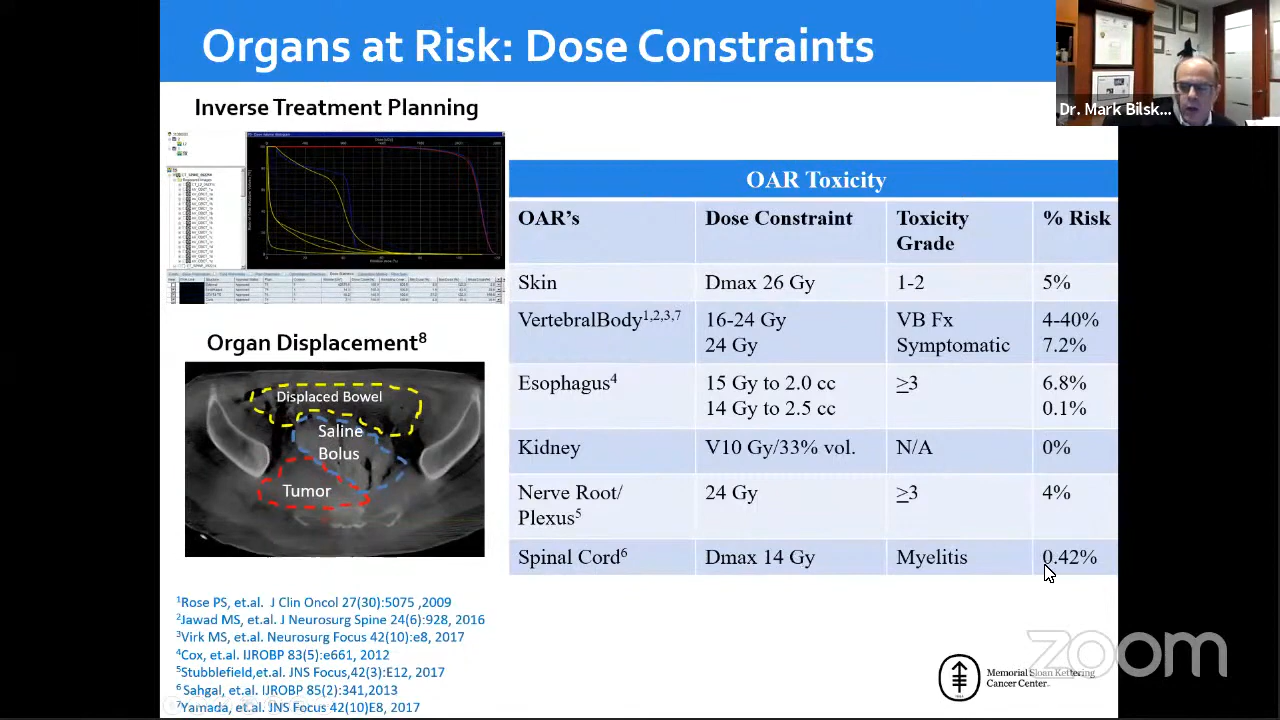 Organs at Risk: Dose Constraints
Dr. Mark Bilsk...
Inverse Treatment Planning
Organ Displacement8
Displaced Bowel
Saline
Bolus
Tumor
OAR Toxicity
OAR's Dose Constraint Toxicity Grade % Risk
Skin Dmax 26 Gy 1-2 5%
VertebralBody1,2,3,7 16-24 Gy VB Fx 4-40%
24 Gy Symptomatic 7.2%
Esophagus4 15 Gy to 2.0 cc ≥3 6.8%
14 Gy to 2.5 cc 0.1%
Kidney V10 Gy/33% vol. N/A 0%
Nerve Root/ 24 Gy ≥3 4%
Plexus5
Spinal Cord6 Dmax 14 Gy Myelitis 0.42%
1Rose PS, et.al. J Clin Oncol 27(30):5075 ,2009
2Jawad MS, et.al. J Neurosurg Spine 24(6):928, 2016
3Virk MS, et.al. Neurosurg Focus 42(10):e8, 2017
4Cox, et.al. IJROBP 83(5):e661, 2012
5Stubblefield,et.al. JNS Focus,42(3):E12, 2017
6 Sahgal, et.al. IJROBP 85(2):341,2013
7Yamada, et.al. JNS Focus 42(10)E8, 2017
Memorial Sloan Kettering
Cancer Center
zoom